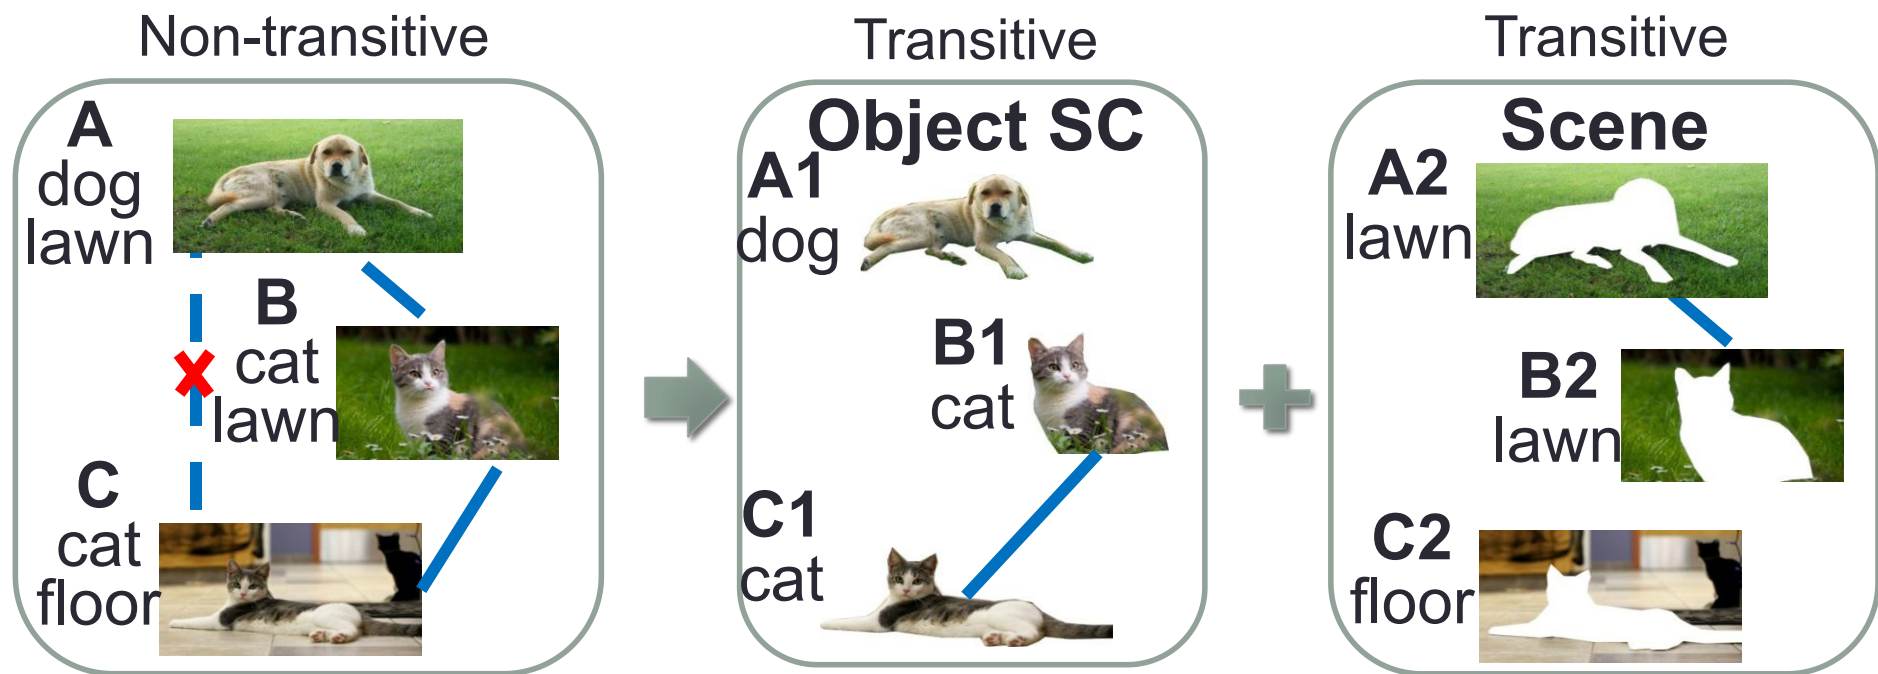 Non-transitive
A
dog
lawn
B
cat
lawn
C
cat
floor
Transitive
Object SC
A1
dog
B1
cat
C1
cat
Transitive
Scene
A2
lawn
B2
lawn
C2
floor